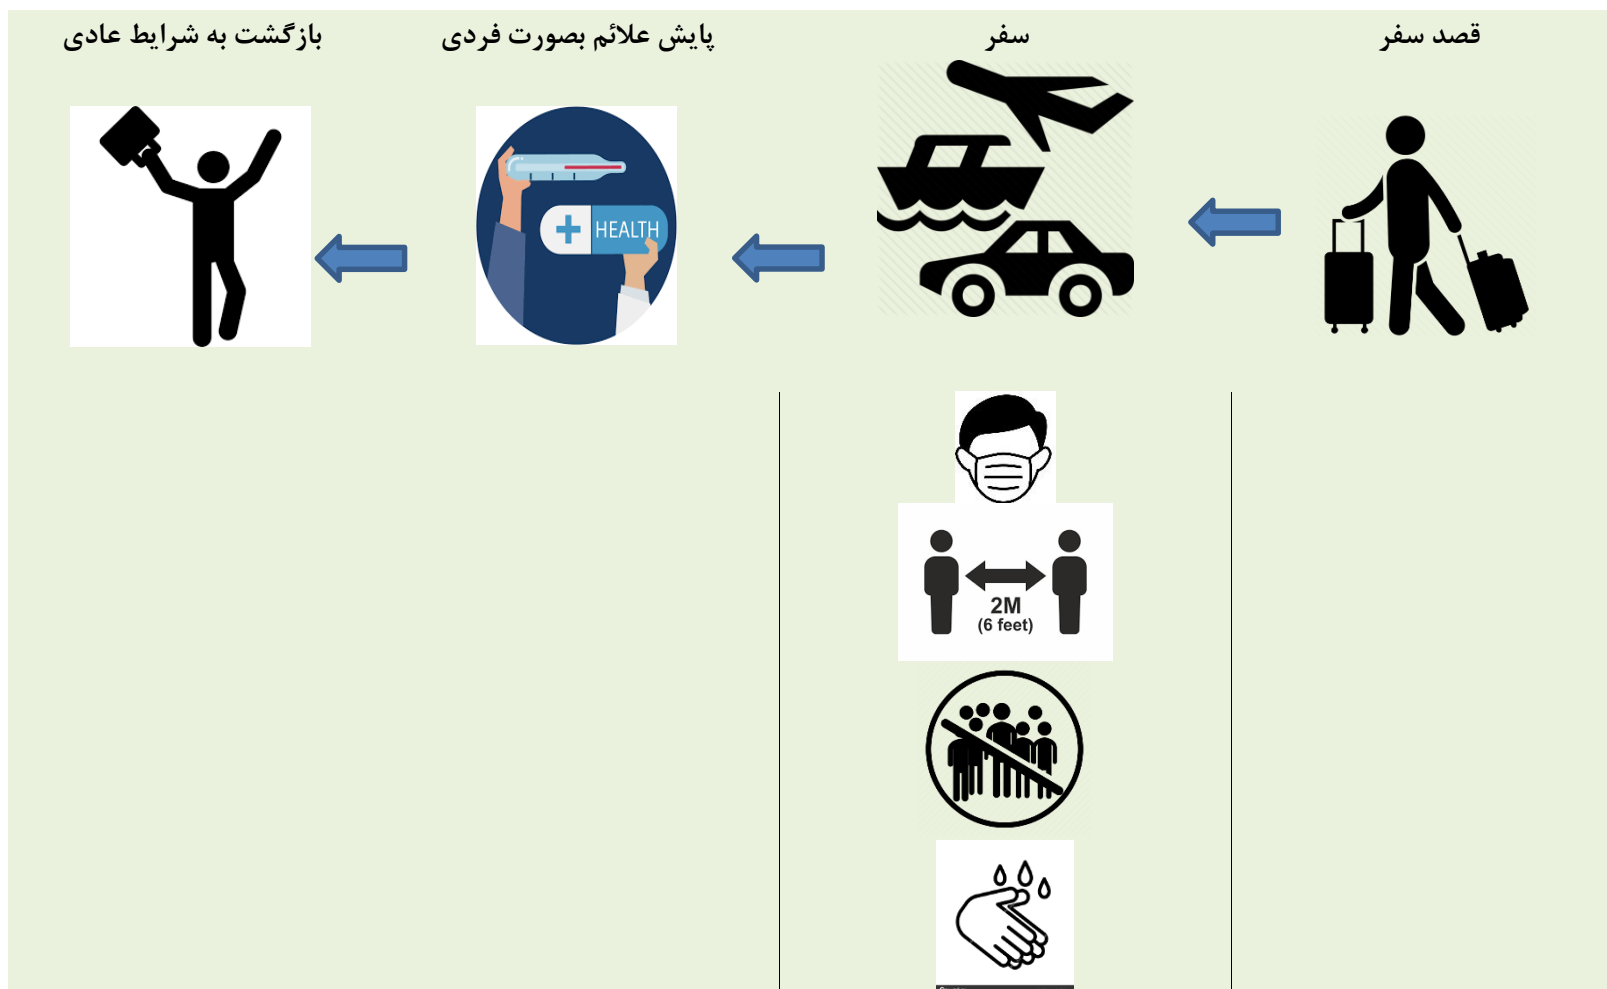 قصد سفر
سفر
پایش علائم بصورت فردی
بازگشت به شرایط عادی
HEALTH
2M
(6 feet)